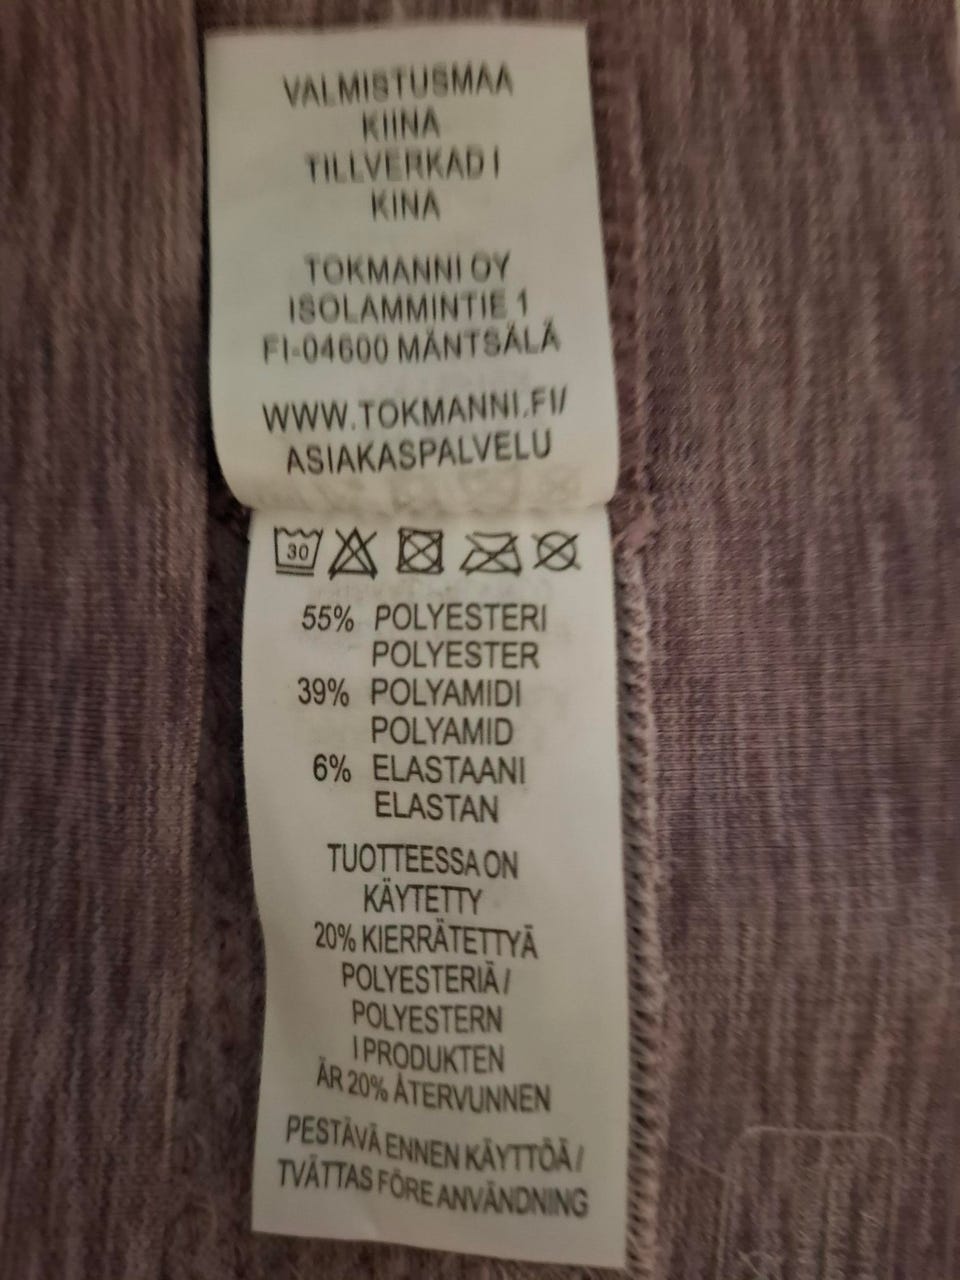 VALMISTUSMAA
KIINA
TILLVERKAD I
KINA
TOKMANNI OY
ISOLAMMINTIE 1
FI-04600 MÄNTSÄLÄ
WWW.TOKMANNI.FI/
ASIAKASPALVELU
30
55% POLYESTERI
POLYESTER
39% POLYAMIDI
POLYAMID
6% ELASTAANI
ELASTAN
TUOTTEESSA ON
KÄYTETTY
20% KIERRÄTETTYÄ
POLYESTERIÄ /
POLYESTERN
I PRODUKTEN
ÄR 20% ÅTERVUNNEN
PESTÄVÄ ENNEN KÄYTTÖÄ /
TVÄTTAS FÖRE ANVÄNDNING